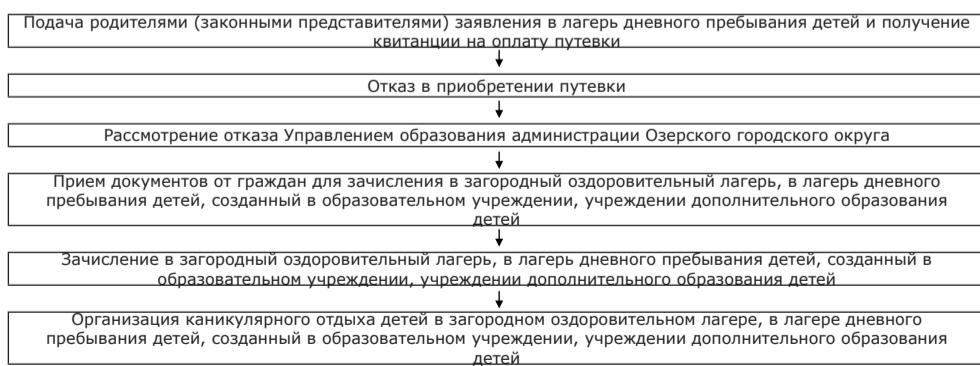 Подача родителями (законными представителями) заявления в лагерь дневного пребывания детей и получение
квитанции на оплату путевки
Отказ в приобретении путевки
Рассмотрение отказа Управлением образования администрации Озерского городского округа
Прием документов от граждан для зачисления в загородный оздоровительный лагерь, в лагерь дневного
пребывания детей, созданный в образовательном учреждении, учреждении дополнительного образования
детей
Зачисление в загородный оздоровительный лагерь, в лагерь дневного пребывания детей, созданный в
образовательном учреждении, учреждении дополнительного образования детей
Организация каникулярного отдыха детей в загородном оздоровительном лагере, в лагере дневного
пребывания детей, созданный в образовательном учреждении, учреждении дополнительного образования
детей